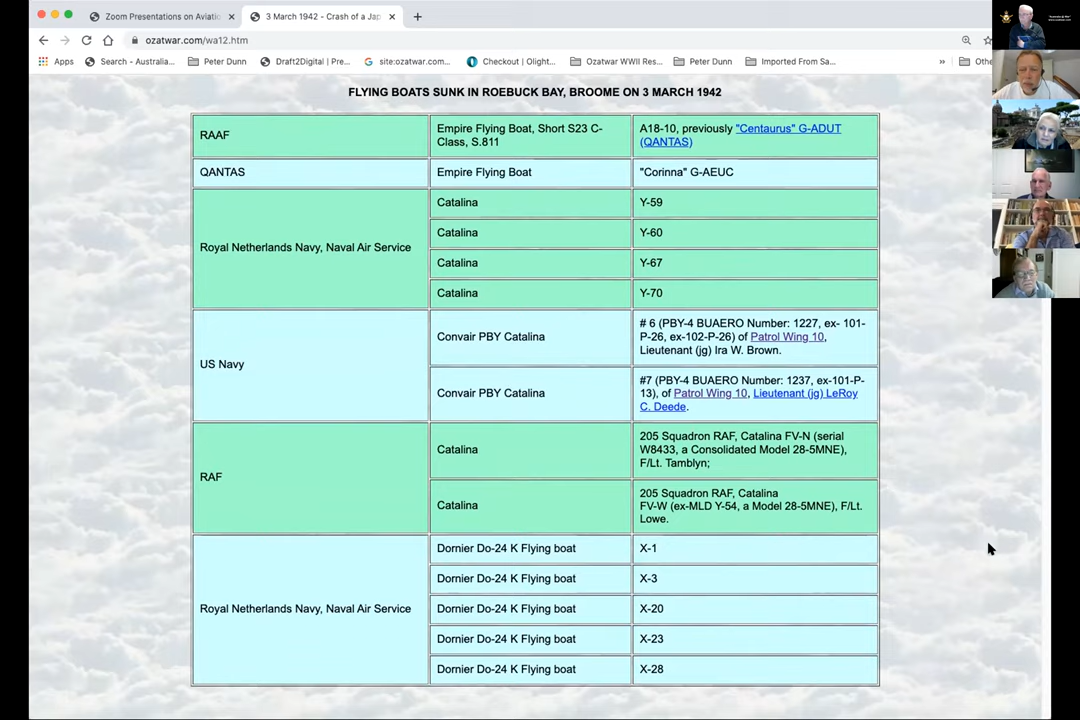 Zoom Presentations on Aviatio
3 March 1942 - Crash of a Jap
ozatwar.com/wa12.htm
Apps
Search - Australia...
Peter Dunn
Draft2Digital | Pre...
site:ozatwar.com...
Checkout | Olight...
Ozatwar WWII Res...
Peter Dunn
Imported From Sa...
»
Othe
FLYING BOATS SUNK IN ROEBUCK BAY, BROOME ON 3 MARCH 1942
RAAF
Empire Flying Boat, Short S23 C-
Class, S.811
A18-10, previously "Centaurus" G-ADUT
(QANTAS)
QANTAS
Empire Flying Boat
"Corinna" G-AEUC
Royal Netherlands Navy, Naval Air Service
Catalina
Y-59
Catalina
Y-60
Catalina
Y-67
Catalina
Y-70
US Navy
Convair PBY Catalina
# 6 (PBY-4 BUAERO Number: 1227, ex- 101-
P-26, ex-102-P-26) of Patrol Wing 10,
Lieutenant (jg) Ira W. Brown.
Convair PBY Catalina
#7 (PBY-4 BUAERO Number: 1237, ex-101-P-
13), of Patrol Wing 10, Lieutenant (jg) LeRoy
C. Deede.
RAF
Catalina
205 Squadron RAF, Catalina FV-N (serial
W8433, a Consolidated Model 28-5MNE),
F/Lt. Tamblyn;
Catalina
205 Squadron RAF, Catalina
FV-W (ex-MLD Y-54, a Model 28-5MNE), F/Lt.
Lowe.
Royal Netherlands Navy, Naval Air Service
Dornier Do-24 K Flying boat
X-1
Dornier Do-24 K Flying boat
X-3
Dornier Do-24 K Flying boat
X-20
Dornier Do-24 K Flying boat
X-23
Dornier Do-24 K Flying boat
X-28